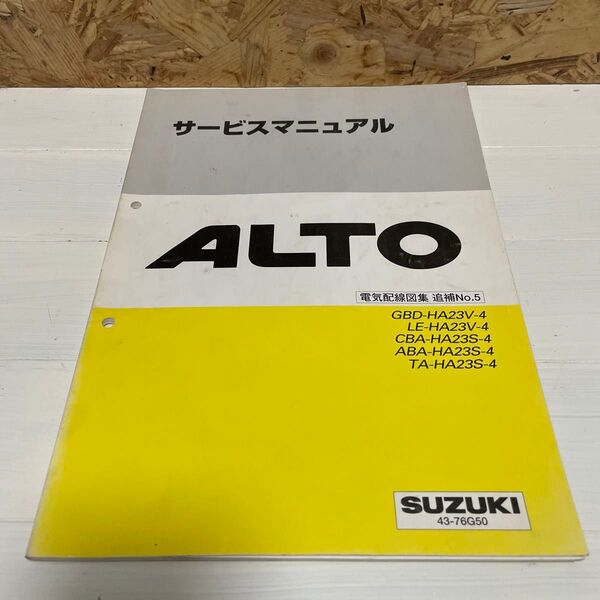 サービスマニュアル
ALTO
電気配線図集 追補No.5
GBD-HA23V-4
LE-HA23V-4
CBA-HA23S-4
ABA-HA23S-4
TA-HA23S-4
SUZUKI
43-76G50